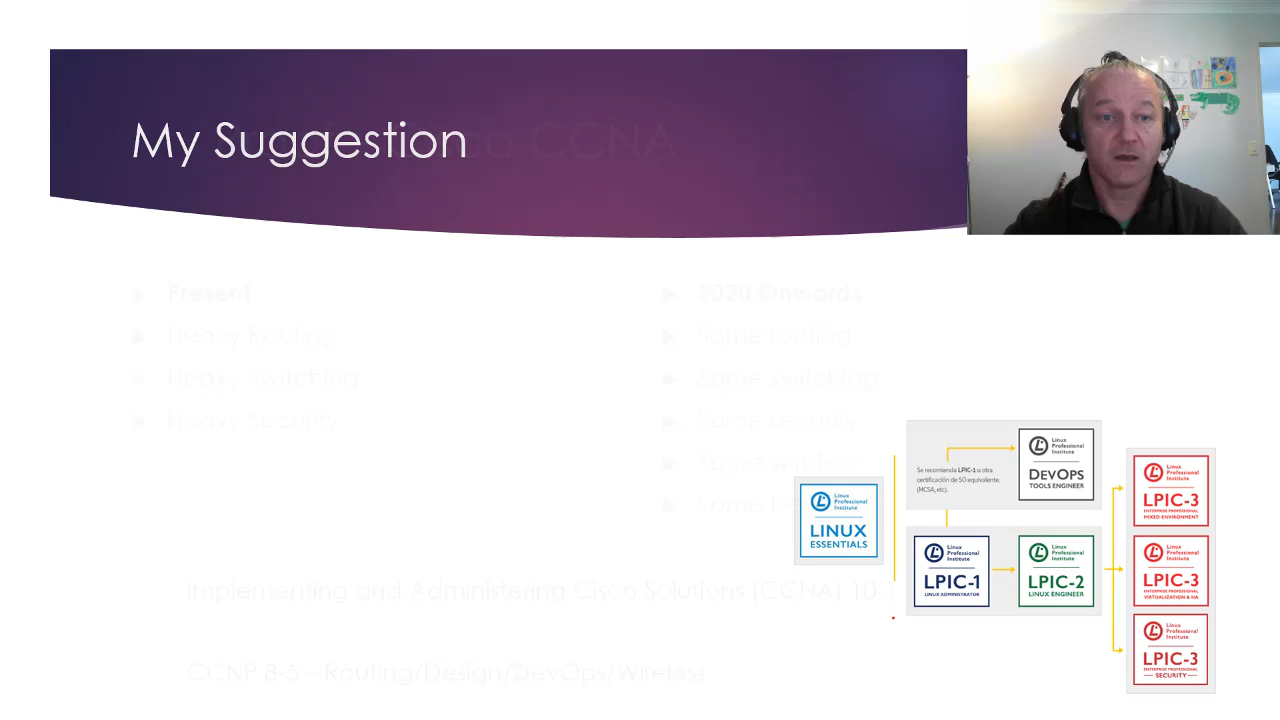 My Suggestion
CCNA
Present
Heavy Routing
Heavy Switching
Heavy Security
2020 Onwards
Some routing
Some switching
Some security
Some wireless
Some
Implementing and Administering Cisco Solutions (CCNA) 10
CCNP 8-5 – Routing/Design/DevOps/Wireless
Linux
Professional
Institute
LINUX
ESSENTIALS
Se recomienda LPIC-1 u otra
certificación de SO equivalente.
(MCSA, etc).
Linux
Professional
Institute
DEVOPS
TOOLS ENGINEER
Linux
Professional
Institute
LPIC-1
LINUX ADMINISTRATOR
Linux
Professional
Institute
LPIC-2
LINUX ENGINEER
Linux
Professional
Institute
LPIC-3
ENTERPRISE PROFESSIONAL
MIXED ENVIRONMENT
Linux
Professional
Institute
LPIC-3
ENTERPRISE PROFESSIONAL
VIRTUALIZATION & HA
Linux
Professional
Institute
LPIC-3
ENTERPRISE PROFESSIONAL
SECURITY